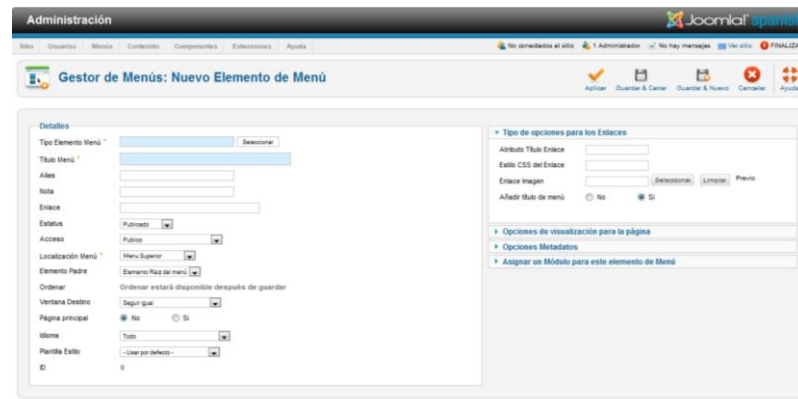 Administración
Joomla! spanish
Sitio Usuarios Menús Contenido Componentes Extensiones Ayuda
No conectados al sitio 1 Administrador No hay mensajes Ver sitio FINALIZA
Gestor de Menús: Nuevo Elemento de Menú
Aplicar Guardar & Cerrar Guardar & Nuevo Cancelar Ayuda
Detalles
Tipo Elemento Menú * Seleccionar
Título Menú *
Alias
Nota
Enlace
Estatus Publicado
Acceso Publico
Localización Menú * Menu Superior
Elemento Padre Elemento Raiz del menú
Ordenar Ordenar estará disponible después de guardar
Ventana Destino Seguir igual
Página principal No Si
Idioma Todo
Plantilla Estilo - Usar por defecto -
ID 0
Tipo de opciones para los Enlaces
Atributo Título Enlace
Estilo CSS del Enlace
Enlace Imagen Seleccionar Limpiar Previo
Añadir título de menú No Si
Opciones de visualización para la página
Opciones Metadatos
Asignar un Módulo para este elemento de Menú